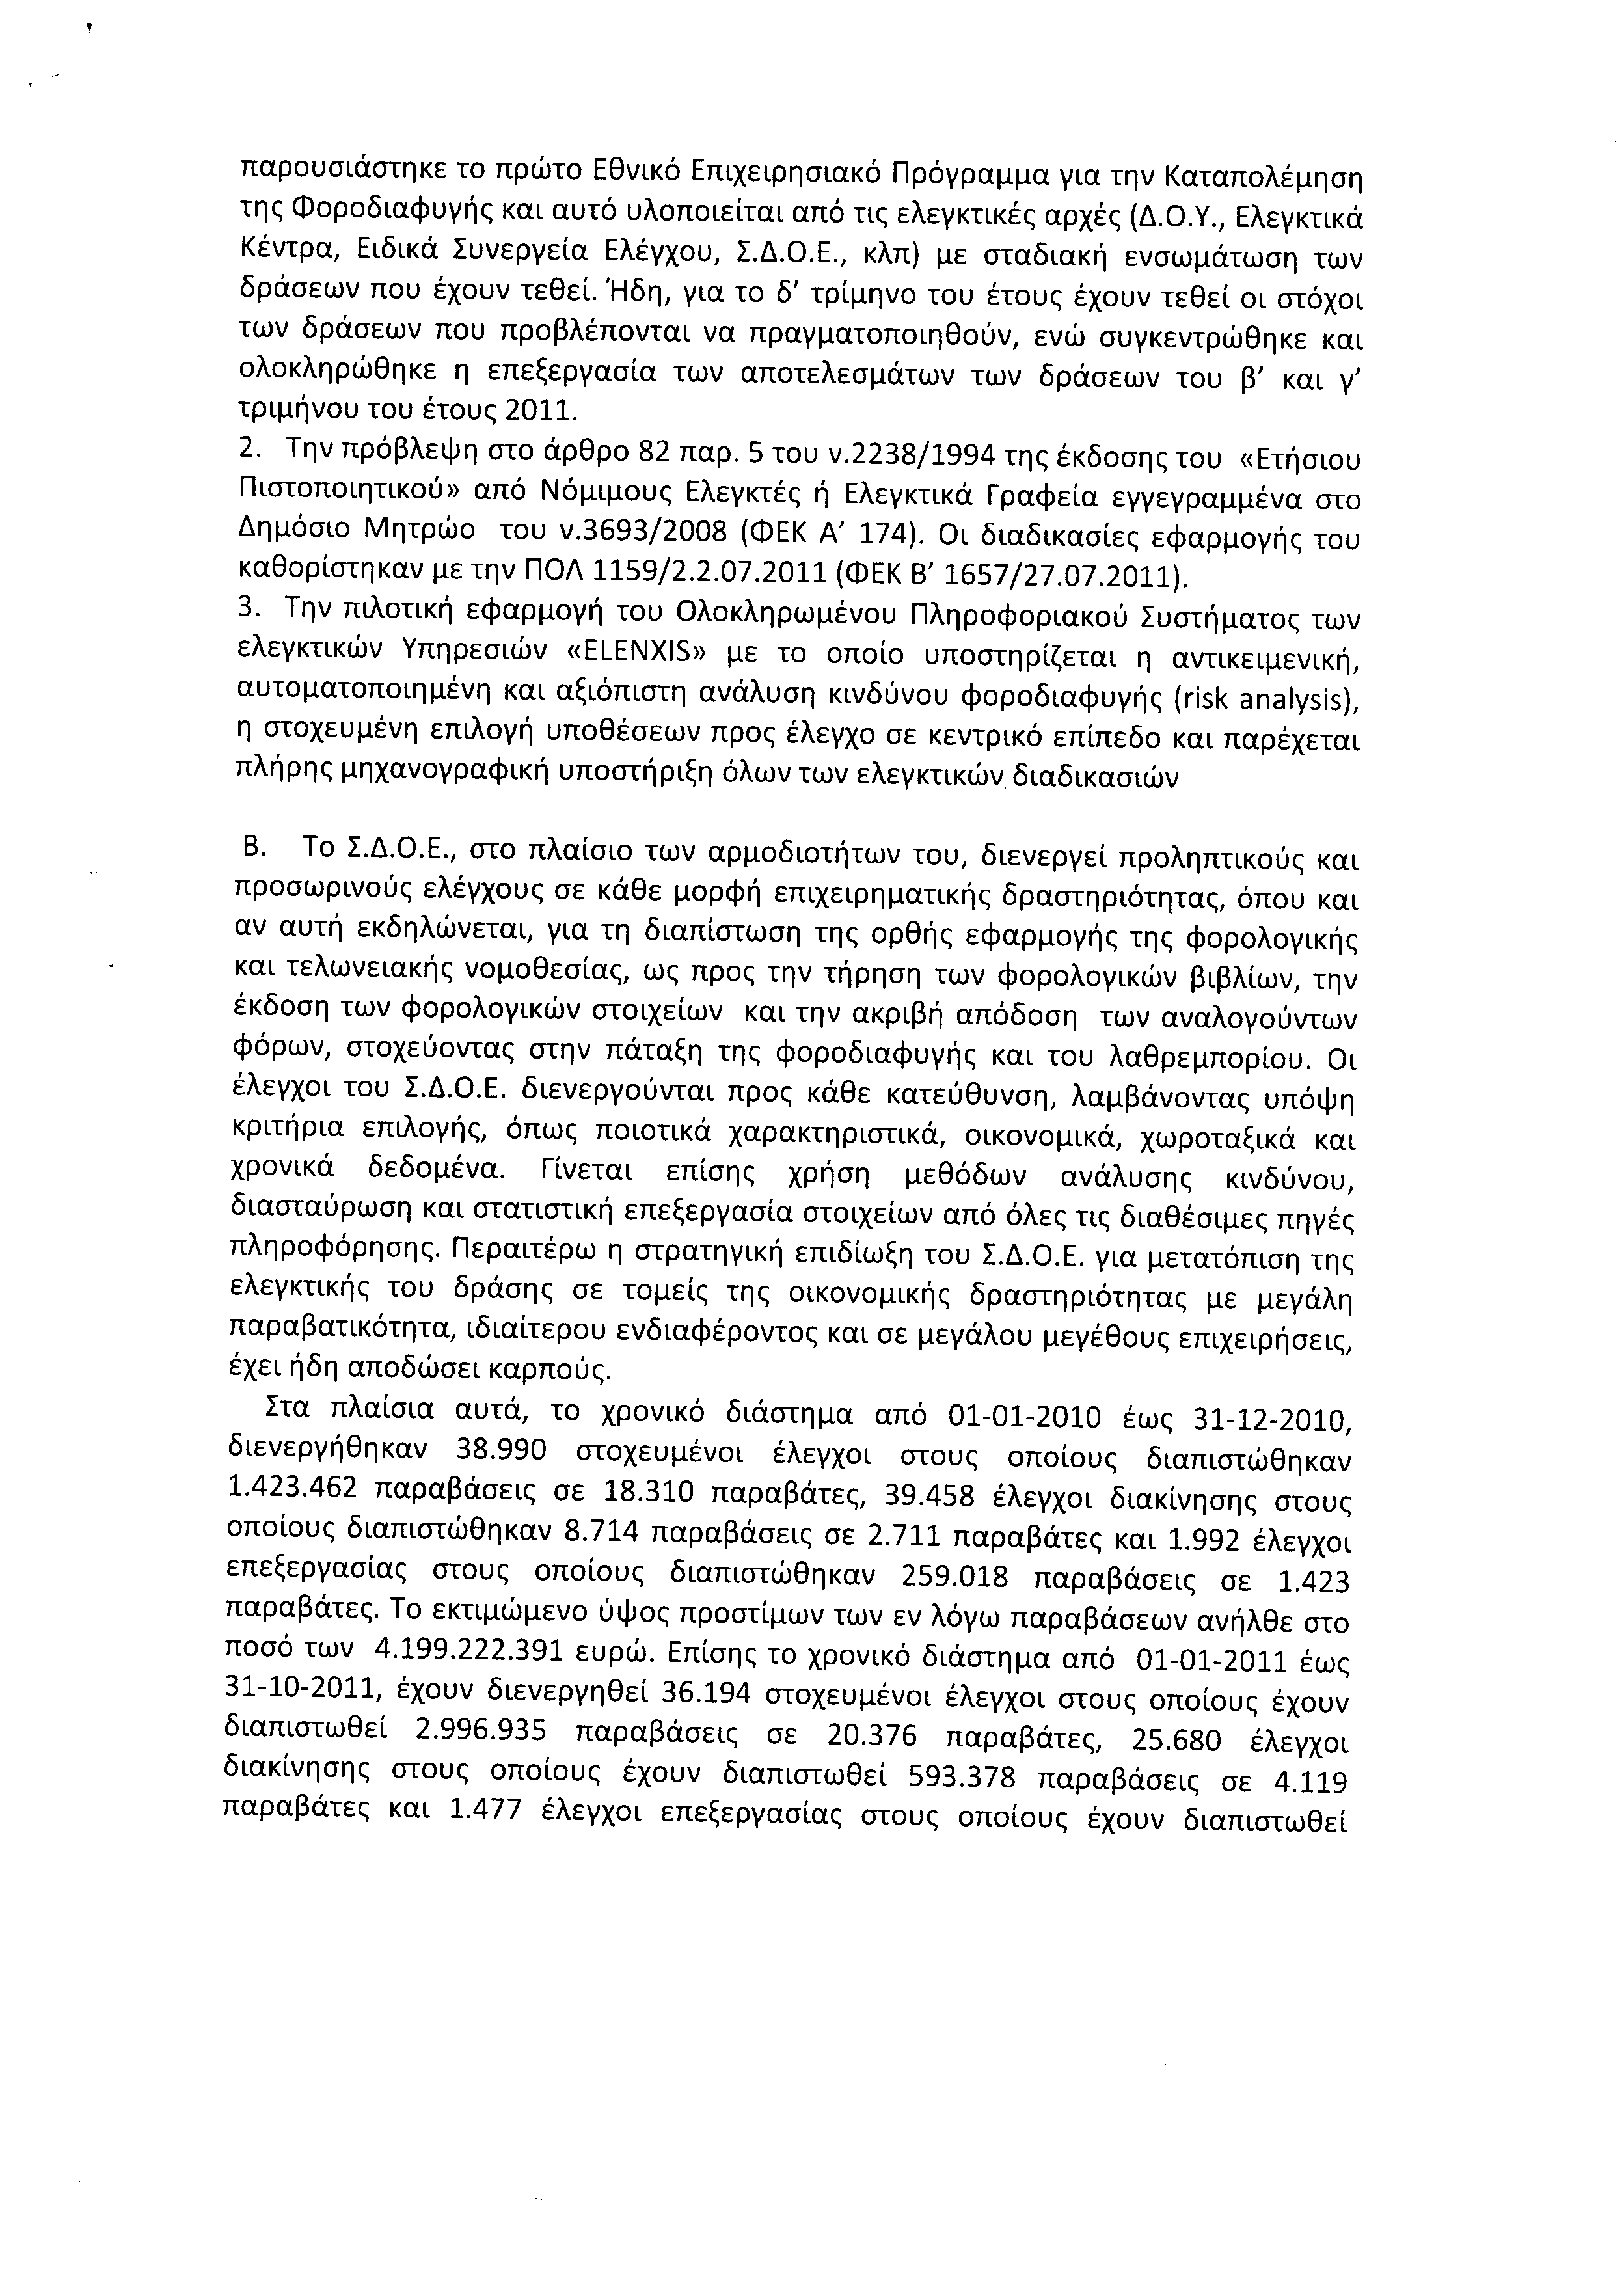 παρουσιάστηκε το πρώτο Εθνικό Επιχειρησιακό Πρόγραμμα για την Καταπολέμηση
της Φοροδιαφυγής και αυτό υλοποιείται από τις ελεγκτικές αρχές (Δ.Ο.Υ., Ελεγκτικά
Κέντρα, Ειδικά Συνεργεία Ελέγχου, Σ.Δ.Ο.Ε., κλπ) με σταδιακή ενσωμάτωση των
δράσεων που έχουν τεθεί. Ήδη, για το δ' τρίμηνο του έτους έχουν τεθεί οι στόχοι
των δράσεων που προβλέπονται να πραγματοποιηθούν, ενώ συγκεντρώθηκε και
ολοκληρώθηκε η επεξεργασία των αποτελεσμάτων των δράσεων του β' και γ'
τριμήνου του έτους 2011.
2. Την πρόβλεψη στο άρθρο 82 παρ. 5 του ν.2238/1994 της έκδοσης του «Ετήσιου
Πιστοποιητικού» από Νόμιμους Ελεγκτές ή Ελεγκτικά Γραφεία εγγεγραμμένα στο
Δημόσιο Μητρώο του ν.3693/2008 (ΦΕΚ Α' 174). Οι διαδικασίες εφαρμογής του
καθορίστηκαν με την ΠΟΛ 1159/2.2.07.2011 (ΦΕΚ Β' 1657/27.07.2011).
3. Την πιλοτική εφαρμογή του Ολοκληρωμένου Πληροφοριακού Συστήματος των
ελεγκτικών Υπηρεσιών «ELENXIS» με το οποίο υποστηρίζεται η αντικειμενική,
αυτοματοποιημένη και αξιόπιστη ανάλυση κινδύνου φοροδιαφυγής (risk analysis),
η στοχευμένη επιλογή υποθέσεων προς έλεγχο σε κεντρικό επίπεδο και παρέχεται
πλήρης μηχανογραφική υποστήριξη όλων των ελεγκτικών διαδικασιών
Β. Το Σ.Δ.Ο.Ε., στο πλαίσιο των αρμοδιοτήτων του, διενεργεί προληπτικούς και
προσωρινούς ελέγχους σε κάθε μορφή επιχειρηματικής δραστηριότητας, όπου και
αν αυτή εκδηλώνεται, για τη διαπίστωση της ορθής εφαρμογής της φορολογικής
και τελωνειακής νομοθεσίας, ως προς την τήρηση των φορολογικών βιβλίων, την
έκδοση των φορολογικών στοιχείων και την ακριβή απόδοση των αναλογούντων
φόρων, στοχεύοντας στην πάταξη της φοροδιαφυγής και του λαθρεμπορίου. Οι
έλεγχοι του Σ.Δ.Ο.Ε. διενεργούνται προς κάθε κατεύθυνση, λαμβάνοντας υπόψη
κριτήρια επιλογής, όπως ποιοτικά χαρακτηριστικά, οικονομικά, χωροταξικά και
χρονικά δεδομένα. Γίνεται επίσης χρήση μεθόδων ανάλυσης κινδύνου,
διασταύρωση και στατιστική επεξεργασία στοιχείων από όλες τις διαθέσιμες πηγές
πληροφόρησης. Περαιτέρω η στρατηγική επιδίωξη του Σ.Δ.Ο.Ε. για μετατόπιση της
ελεγκτικής του δράσης σε τομείς της οικονομικής δραστηριότητας με μεγάλη
παραβατικότητα, ιδιαίτερου ενδιαφέροντος και σε μεγάλου μεγέθους επιχειρήσεις,
έχει ήδη αποδώσει καρπούς.
Στα πλαίσια αυτά, το χρονικό διάστημα από 01-01-2010 έως 31-12-2010,
διενεργήθηκαν 38.990 στοχευμένοι έλεγχοι στους οποίους διαπιστώθηκαν
1.423.462 παραβάσεις σε 18.310 παραβάτες, 39.458 έλεγχοι διακίνησης στους
οποίους διαπιστώθηκαν 8.714 παραβάσεις σε 2.711 παραβάτες και 1.992 έλεγχοι
επεξεργασίας στους οποίους διαπιστώθηκαν 259.018 παραβάσεις σε 1.423
παραβάτες. Το εκτιμώμενο ύψος προστίμων των εν λόγω παραβάσεων ανήλθε στο
ποσό των 4.199.222.391 ευρώ. Επίσης το χρονικό διάστημα από 01-01-2011 έως
31-10-2011, έχουν διενεργηθεί 36.194 στοχευμένοι έλεγχοι στους οποίους έχουν
διαπιστωθεί 2.996.935 παραβάσεις σε 20.376 παραβάτες, 25.680 έλεγχοι
διακίνησης στους οποίους έχουν διαπιστωθεί 593.378 παραβάσεις σε 4.119
παραβάτες και 1.477 έλεγχοι επεξεργασίας στους οποίους έχουν διαπιστωθεί